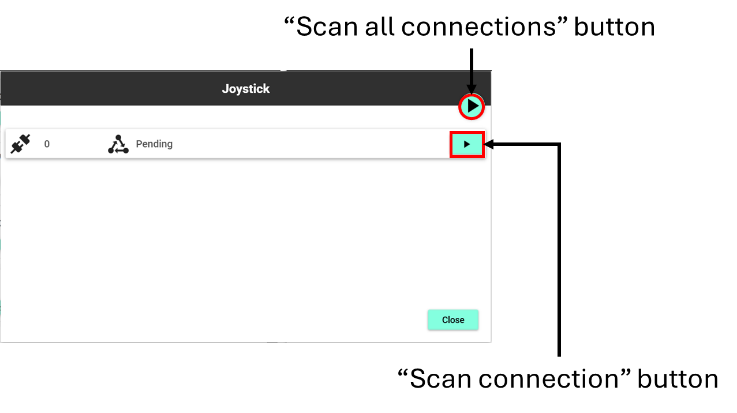 “Scan all connections” button
Joystick
0 Pending
Close
“Scan connection” button